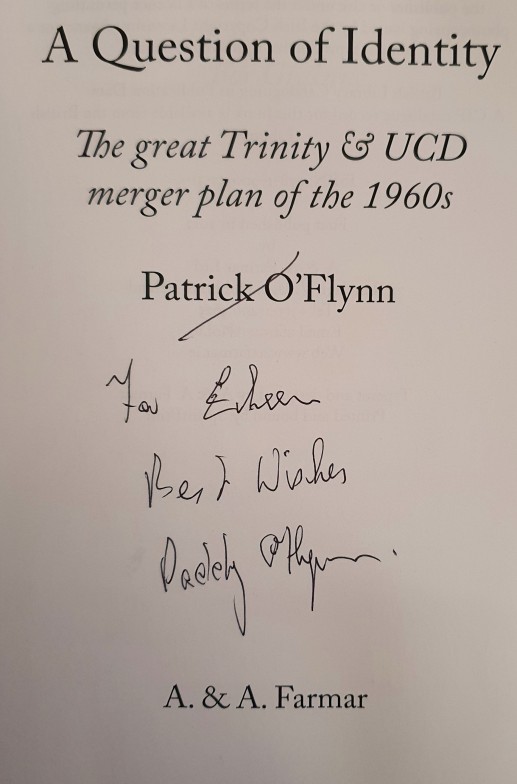 A Question of Identity
The great Trinity & UCD
merger plan of the 1960s
Patrick O'Flynn
For Eileen
Best Wishes
Paddy O'Flynn.
A. & A. Farmar